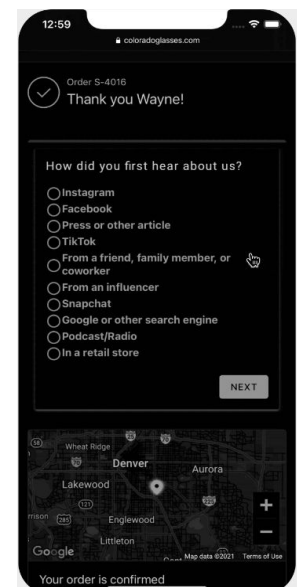 12:59
coloradoglasses.com
Order S-4016
Thank you Wayne!
How did you first hear about us?
Instagram
Facebook
Press or other article
TikTok
From a friend, family member, or
coworker
From an influencer
Snapchat
Google or other search engine
Podcast/Radio
In a retail store
NEXT
Wheat Ridge
Denver
Aurora
Lakewood
121
rrison
285
Englewood
Littleton
Google
Map data ©2021 Terms of Use
Your order is confirmed